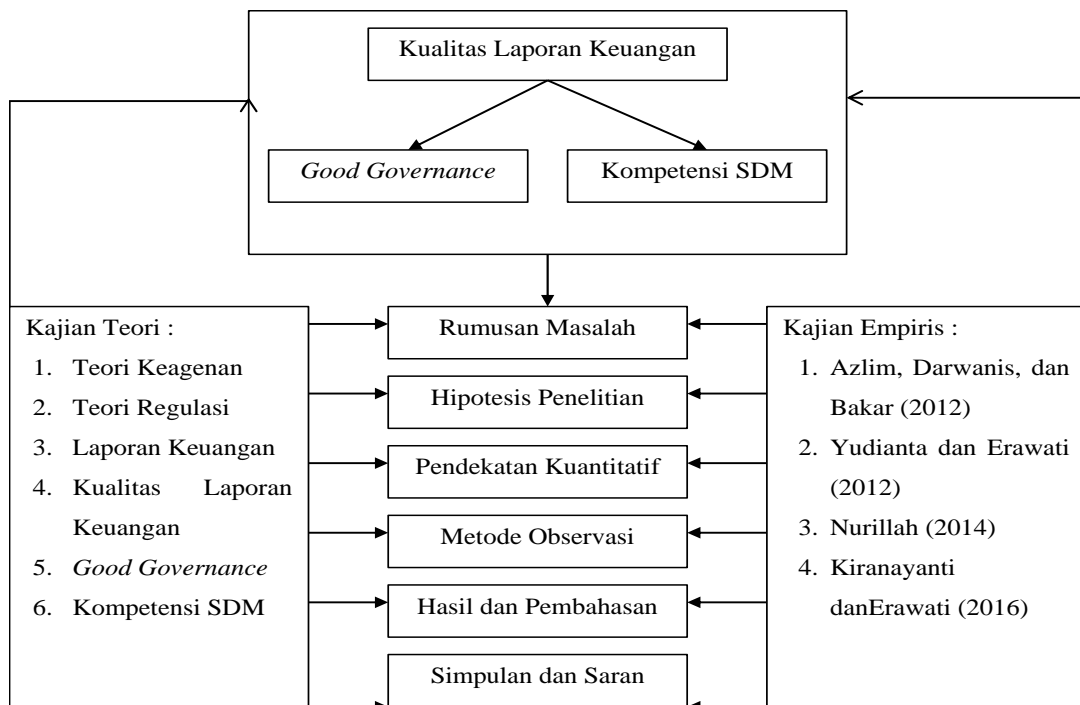 Kualitas Laporan Keuangan
Good Governance
Kompetensi SDM
Kajian Teori :
1. Teori Keagenan
2. Teori Regulasi
3. Laporan Keuangan
4. Kualitas Laporan
Keuangan
5. Good Governance
6. Kompetensi SDM
Rumusan Masalah
Hipotesis Penelitian
Pendekatan Kuantitatif
Metode Observasi
Hasil dan Pembahasan
Simpulan dan Saran
Kajian Empiris :
1. Azlim, Darwanis, dan
Bakar (2012)
2. Yudianta dan Erawati
(2012)
3. Nurillah (2014)
4. Kiranayanti
danErawati (2016)